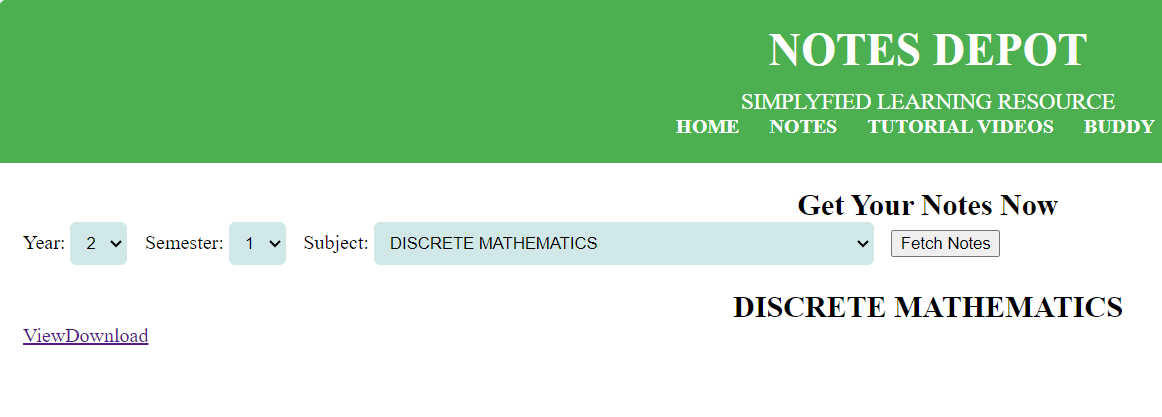 NOTES DEPOT
SIMPLYFIED LEARNING RESOURCE
HOME NOTES TUTORIAL VIDEOS BUDDY
Get Your Notes Now
Year: 2 Semester: 1 Subject: DISCRETE MATHEMATICS Fetch Notes
DISCRETE MATHEMATICS
ViewDownload